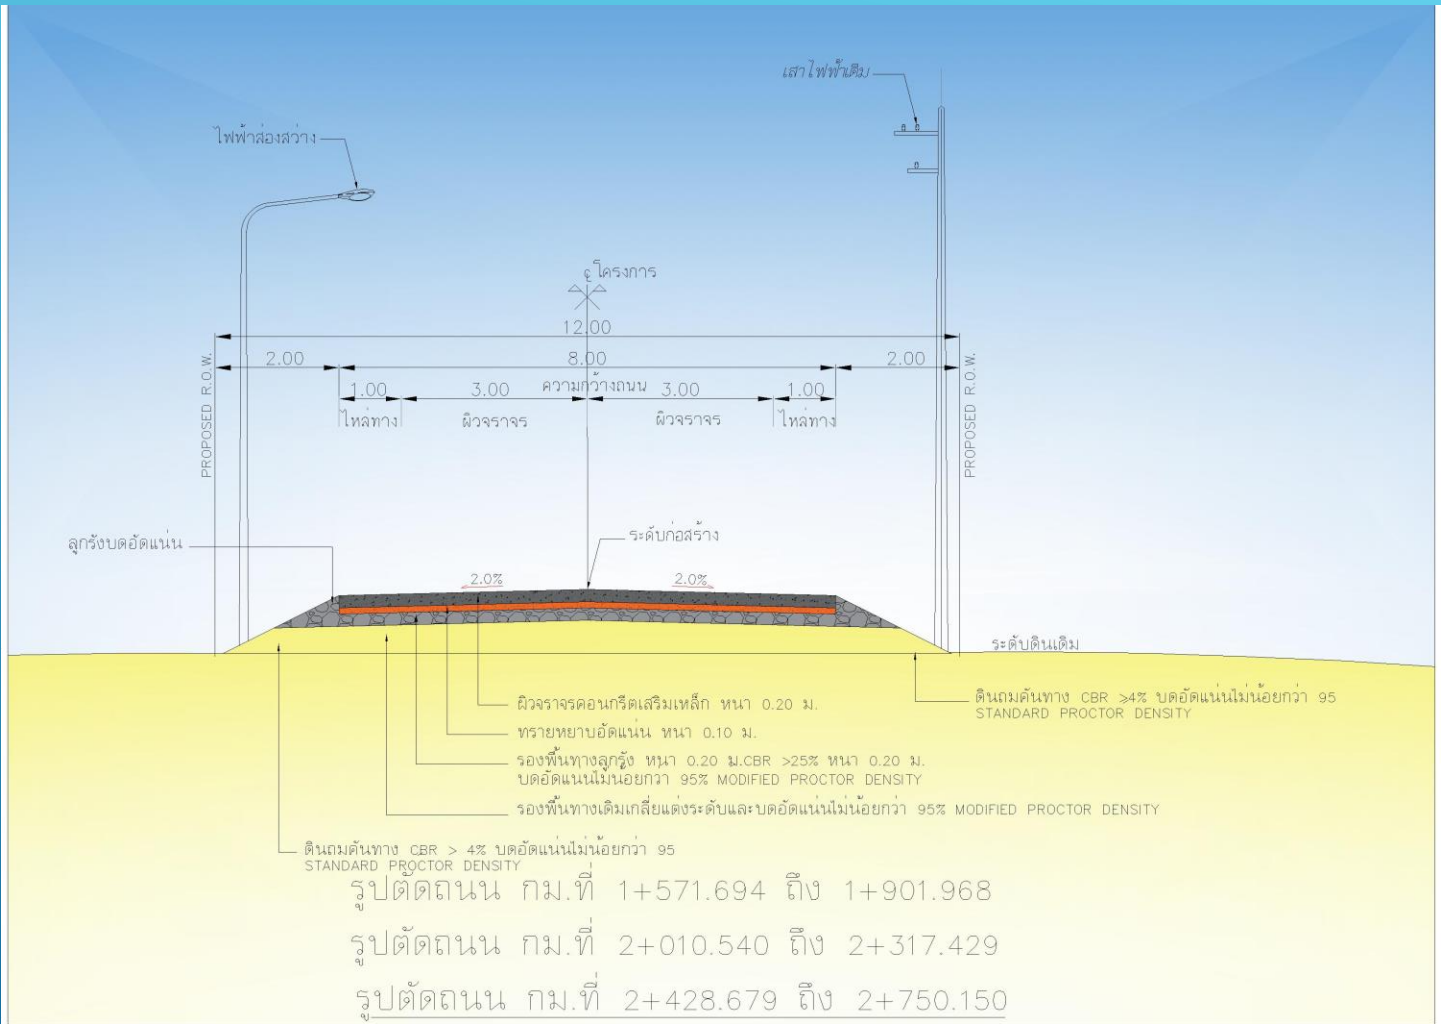 เสาไฟฟ้าเดิม
ไฟฟ้าส่องสว่าง
℄ โครงการ
12.00
2.00 8.00 2.00
ความกว้างถนน
1.00 3.00 3.00 1.00
ไหล่ทาง ผิวจราจร ผิวจราจร ไหล่ทาง
PROPOSED R.O.W.
PROPOSED R.O.W.
ลูกรังบดอัดแน่น
ระดับก่อสร้าง
2.0% 2.0%
ระดับดินเดิม
ผิวจราจรคอนกรีตเสริมเหล็ก หนา 0.20 ม.
ทรายหยาบอัดแน่น หนา 0.10 ม.
รองพื้นทางลูกรัง หนา 0.20 ม.CBR >25% หนา 0.20 ม.
บดอัดแน่นไม่น้อยกว่า 95% MODIFIED PROCTOR DENSITY
รองพื้นทางเดิมเกลี่ยแต่งระดับและบดอัดแน่นไม่น้อยกว่า 95% MODIFIED PROCTOR DENSITY
ดินถมคันทาง CBR >4% บดอัดแน่นไม่น้อยกว่า 95
STANDARD PROCTOR DENSITY
ดินถมคันทาง CBR > 4% บดอัดแน่นไม่น้อยกว่า 95
STANDARD PROCTOR DENSITY
รูปตัดถนน กม.ที่ 1+571.694 ถึง 1+901.968
รูปตัดถนน กม.ที่ 2+010.540 ถึง 2+317.429
รูปตัดถนน กม.ที่ 2+428.679 ถึง 2+750.150